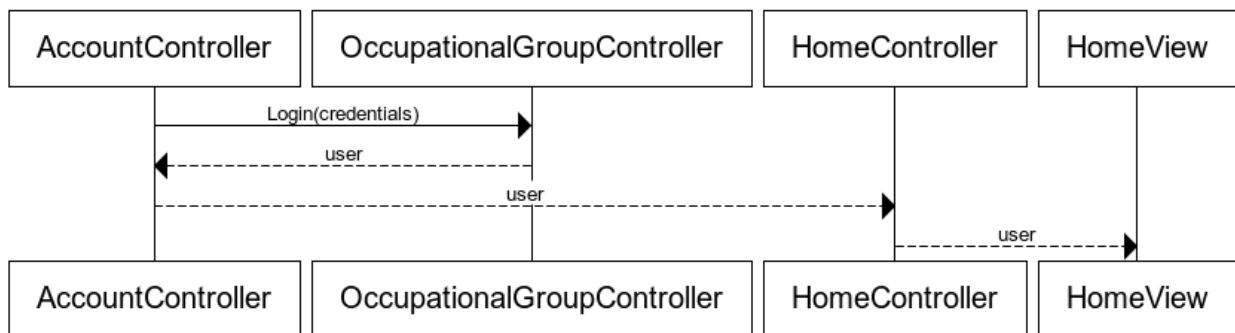 AccountController OccupationalGroupController HomeController HomeView
Login(credentials)
user
user
user
AccountController OccupationalGroupController HomeController HomeView